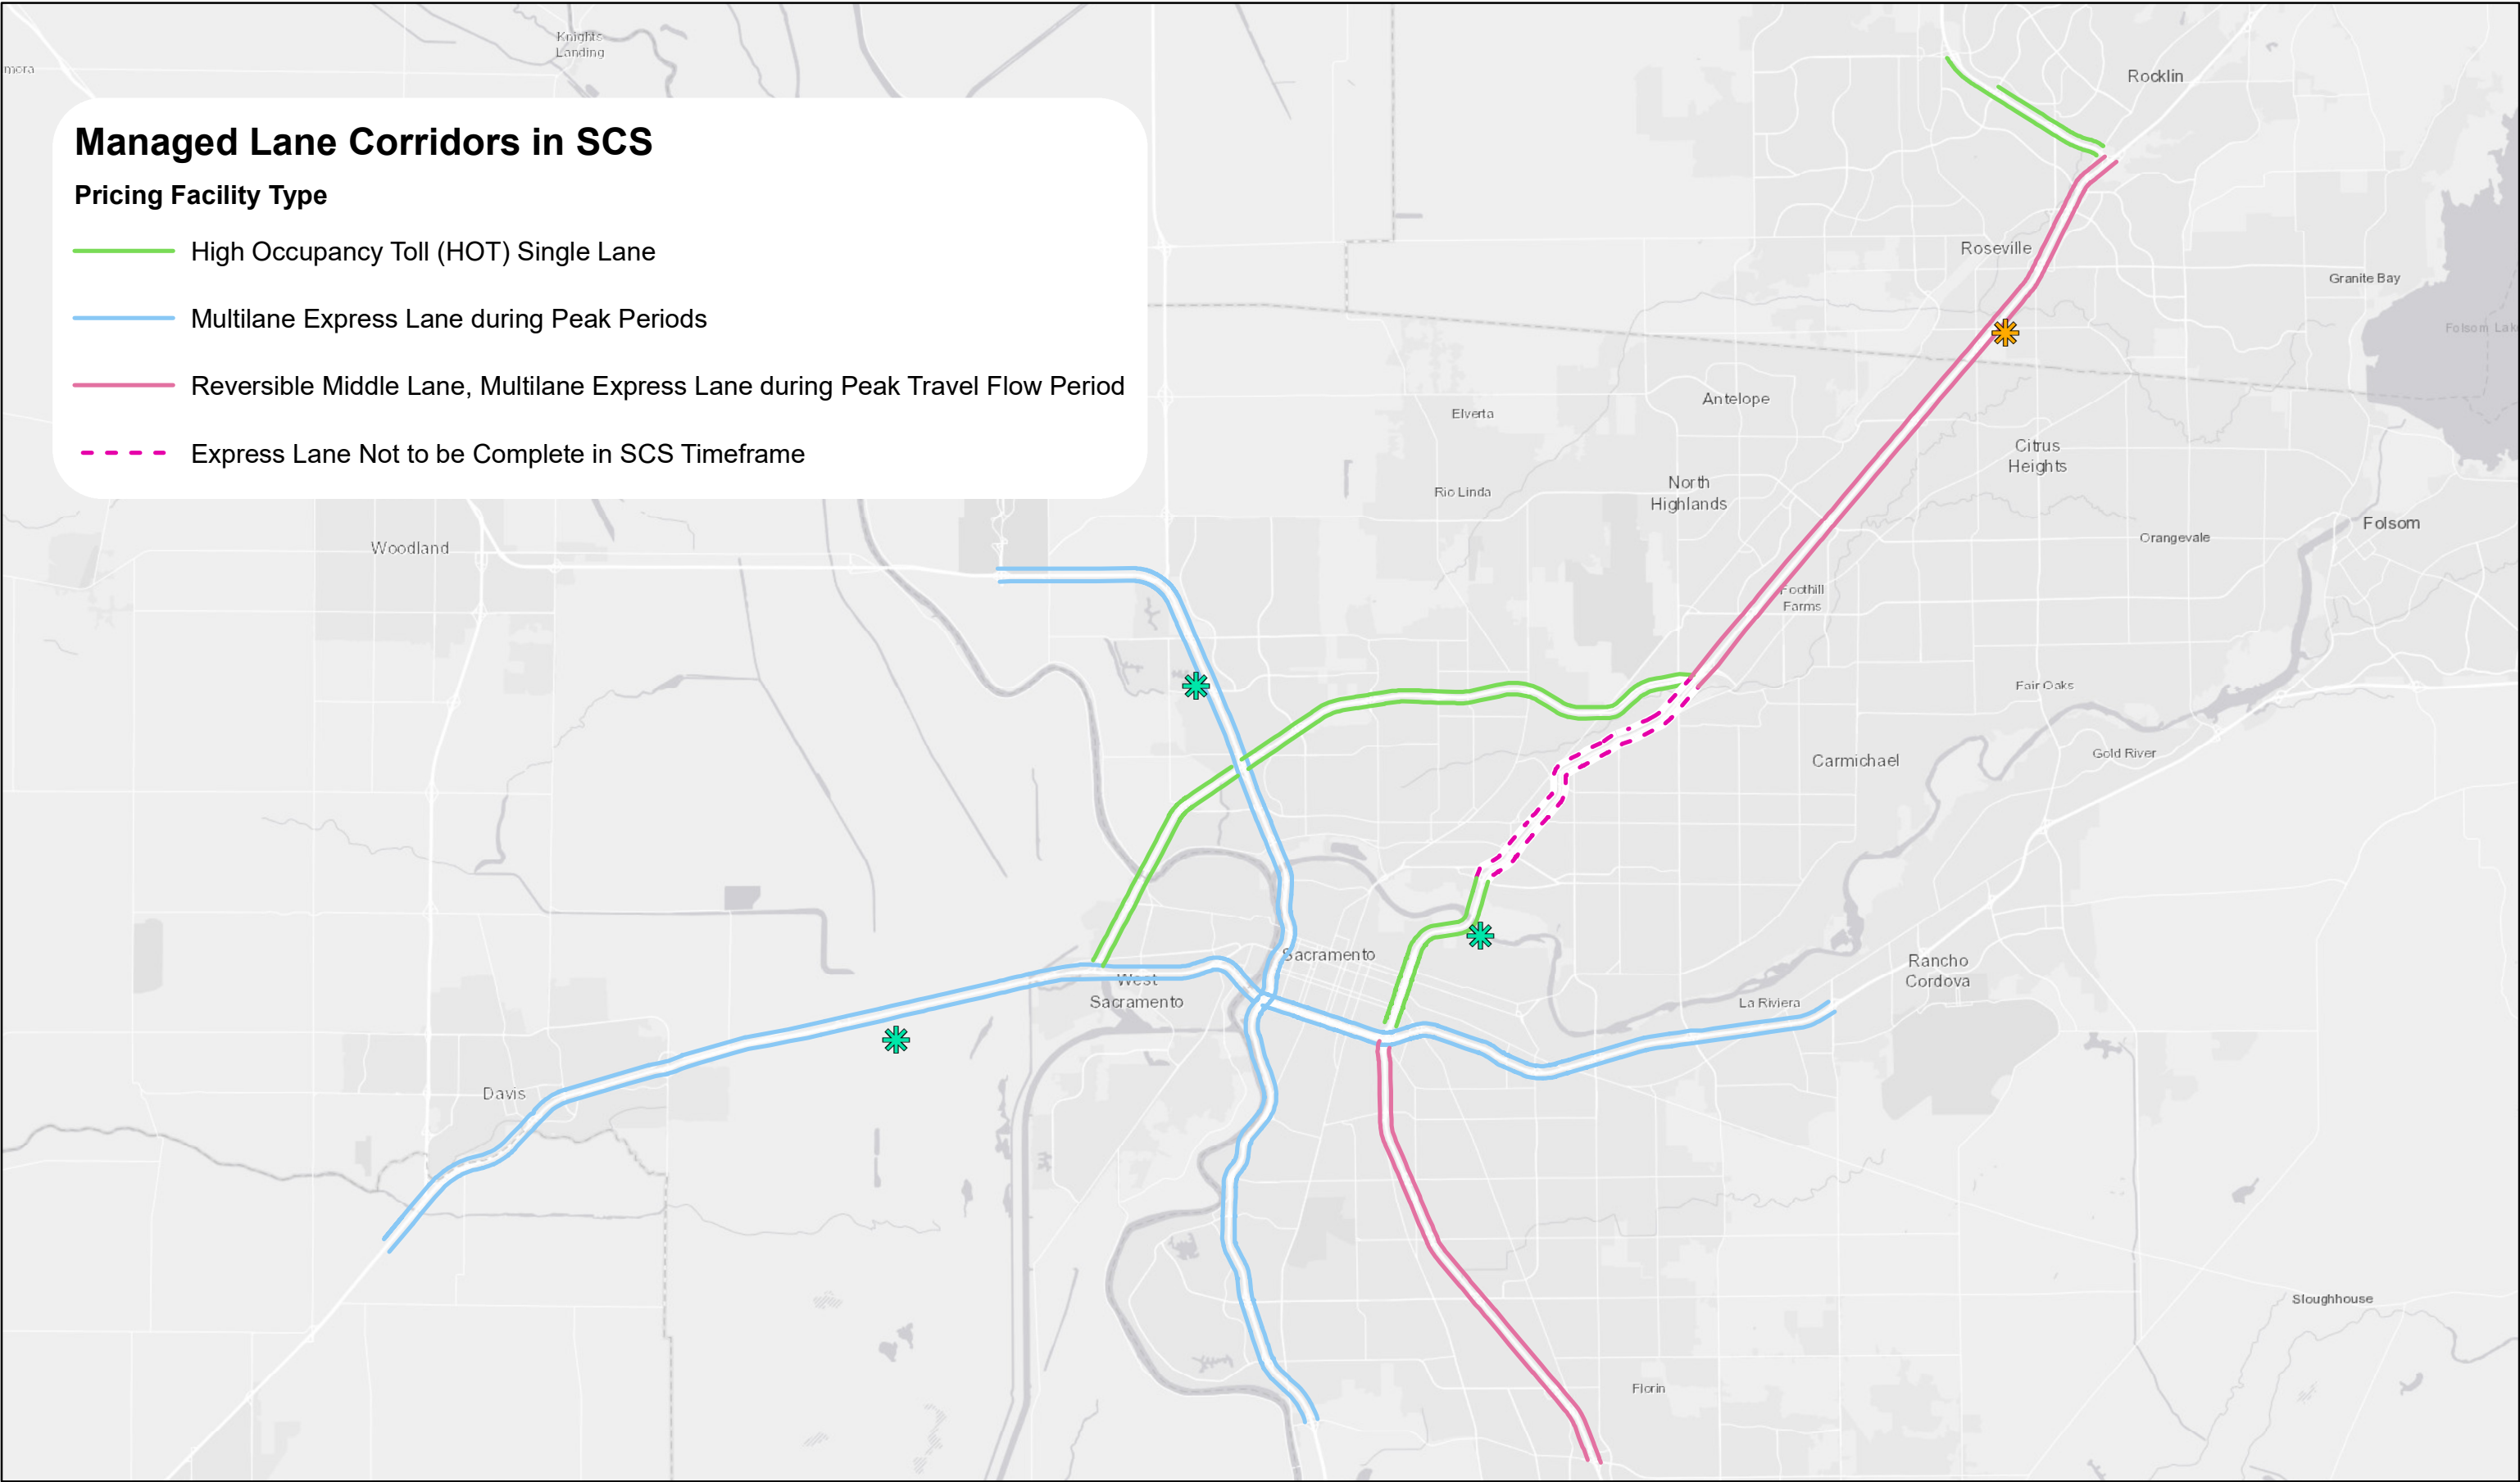 Knights
Landing
mora
Rocklin
Managed Lane Corridors in SCS
Pricing Facility Type
High Occupancy Toll (HOT) Single Lane
Multilane Express Lane during Peak Periods
Reversible Middle Lane, Multilane Express Lane during Peak Travel Flow Period
Express Lane Not to be Complete in SCS Timeframe
Roseville
Granite Bay
Folsom Lak
Antelope
Elverta
Citrus
Heights
Rio Linda
North
Highlands
Folsom
Orangevale
Woodland
Foothill
Farms
Fair Oaks
Gold River
Carmichael
Sacramento
West
Sacramento
Rancho
Cordova
La Riviera
Davis
Sloughhouse
Florin